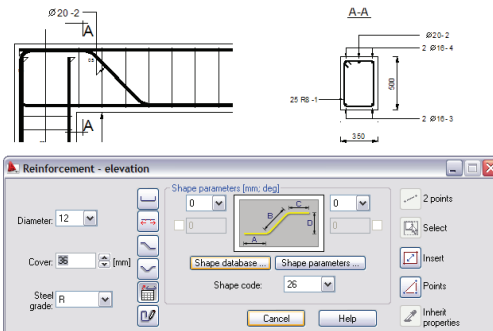 Ø20-2
A
A
A-A
Ø20-2
2 Ø16-4
25 R8-1
500
2 Ø16-3
350
Reinforcement - elevation
Shape parameters [mm; deg]
Diameter: 12
0
0
2 points
0
A
B
C
D
0
Select
Cover: 36 [mm]
Shape database ...
Shape parameters ...
Insert
Steel grade: R
Shape code: 26
Points
Cancel
Help
Inherit properties